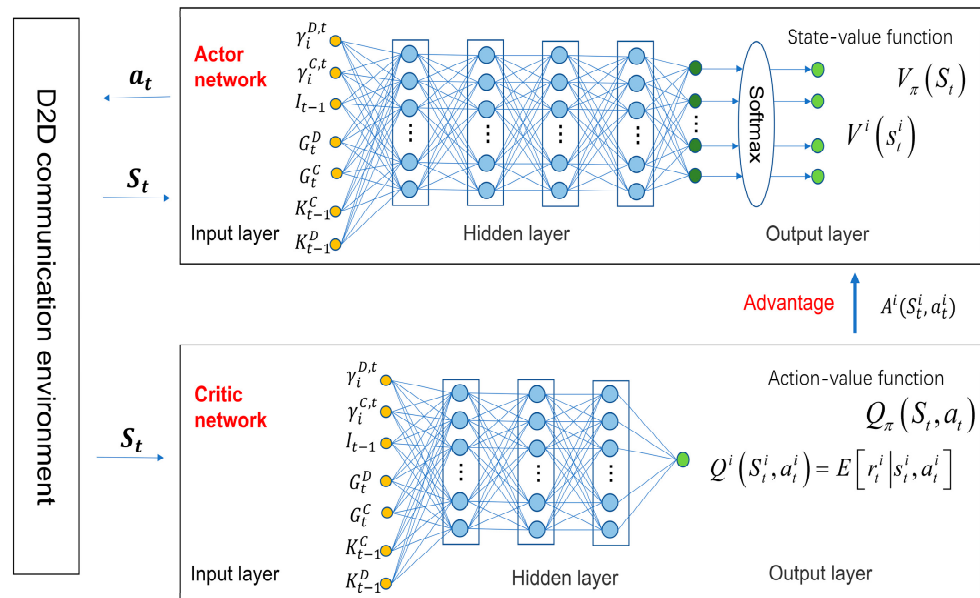 D2D communication environment
a_t
S_t
S_t
Actor
network
γ_i^{D,t}
γ_i^{C,t}
I_{t-1}
G_t^D
G_t^C
K_{t-1}^C
K_{t-1}^D
Input layer
Hidden layer
Softmax
Output layer
State-value function
V_π(S_t)
V^i(s_t^i)
Advantage
A^i(S_t^i, a_t^i)
Critic
network
γ_i^{D,t}
γ_i^{C,t}
I_{t-1}
G_t^D
G_t^C
K_{t-1}^C
K_{t-1}^D
Input layer
Hidden layer
Output layer
Action-value function
Q_π(S_t, a_t)
Q^i(S_t^i, a_t^i) = E[r_t^i | s_t^i, a_t^i]